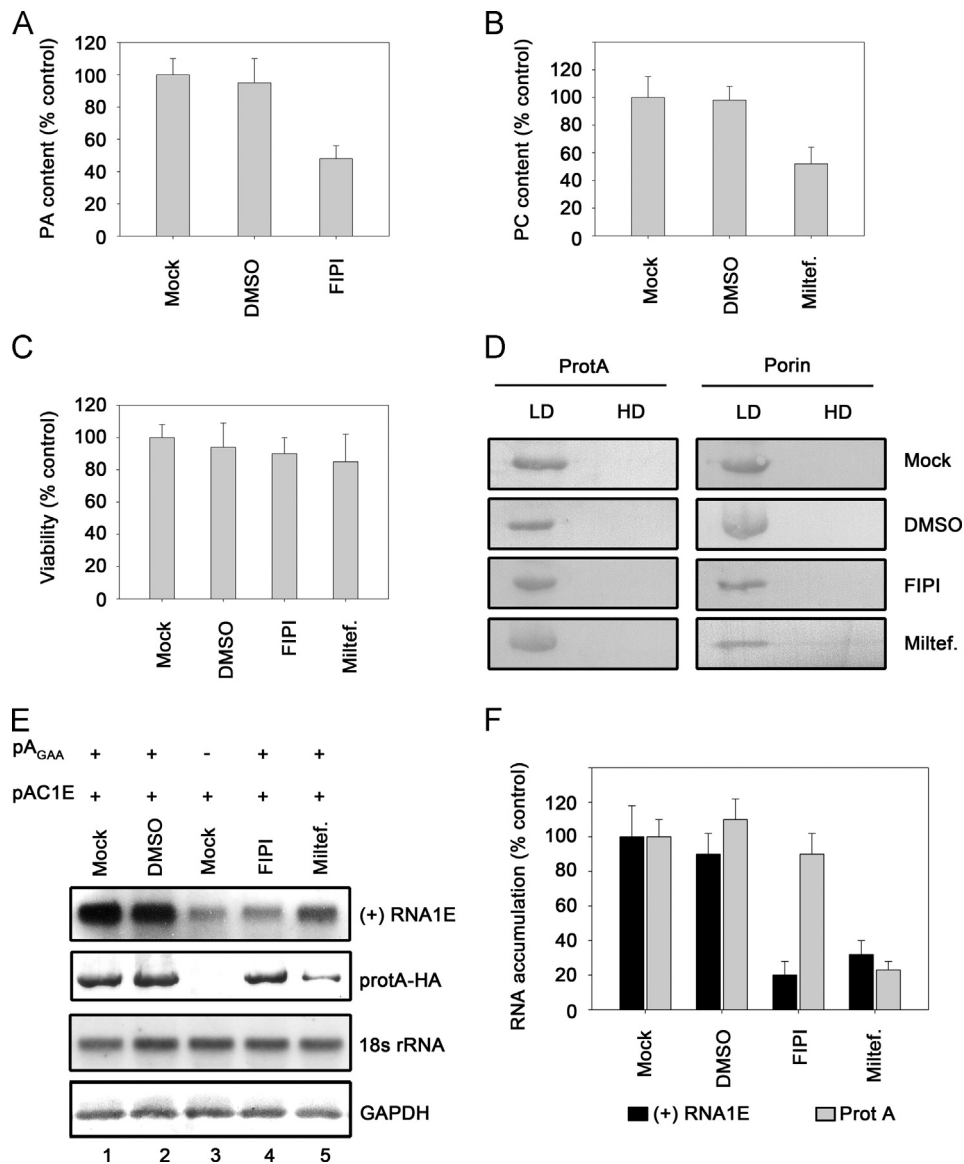 A
PA content (% control)
120
100
80
60
40
20
0
Mock
DMSO
FIPI
B
PC content (% control)
120
100
80
60
40
20
0
Mock
DMSO
Miltef.
C
Viability (% control)
120
100
80
60
40
20
0
Mock
DMSO
FIPI
Miltef.
D
ProtA Porin
LD HD LD HD
Mock
DMSO
FIPI
Miltef.
E
pAGAA + + - + +
pAC1E + + + + +
Mock DMSO Mock FIPI Miltef.
(+) RNA1E
protA-HA
18s rRNA
GAPDH
1 2 3 4 5
F
RNA accumulation (% control)
120
100
80
60
40
20
0
Mock
DMSO
FIPI
Miltef.
(+) RNA1E Prot A